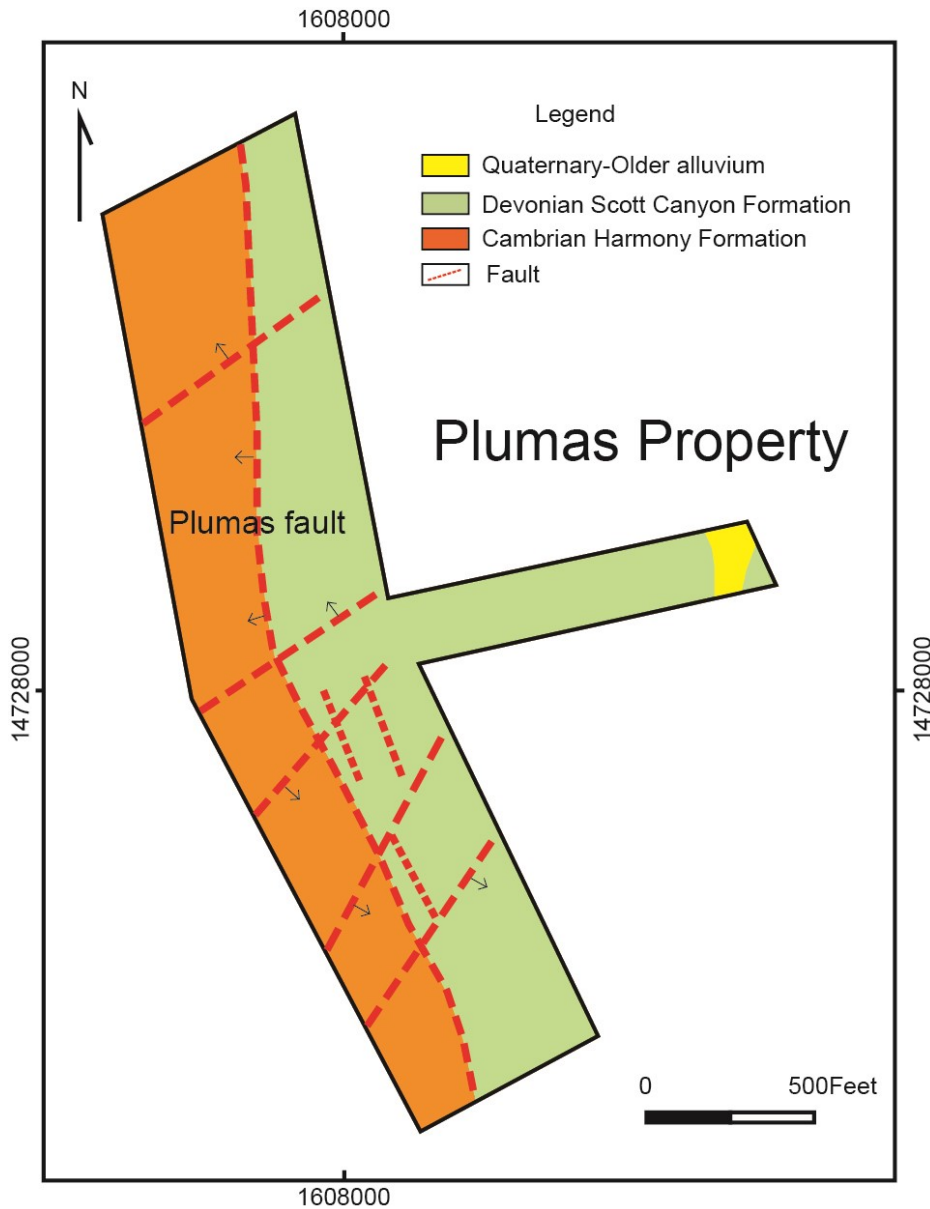 1608000
N
Legend
Quaternary-Older alluvium
Devonian Scott Canyon Formation
Cambrian Harmony Formation
Fault
Plumas Property
Plumas fault
14728000
14728000
0 500Feet
1608000